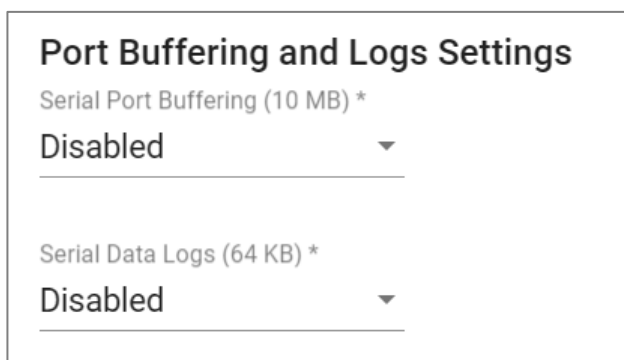 Port Buffering and Logs Settings
Serial Port Buffering (10 MB) *
Disabled
Serial Data Logs (64 KB) *
Disabled